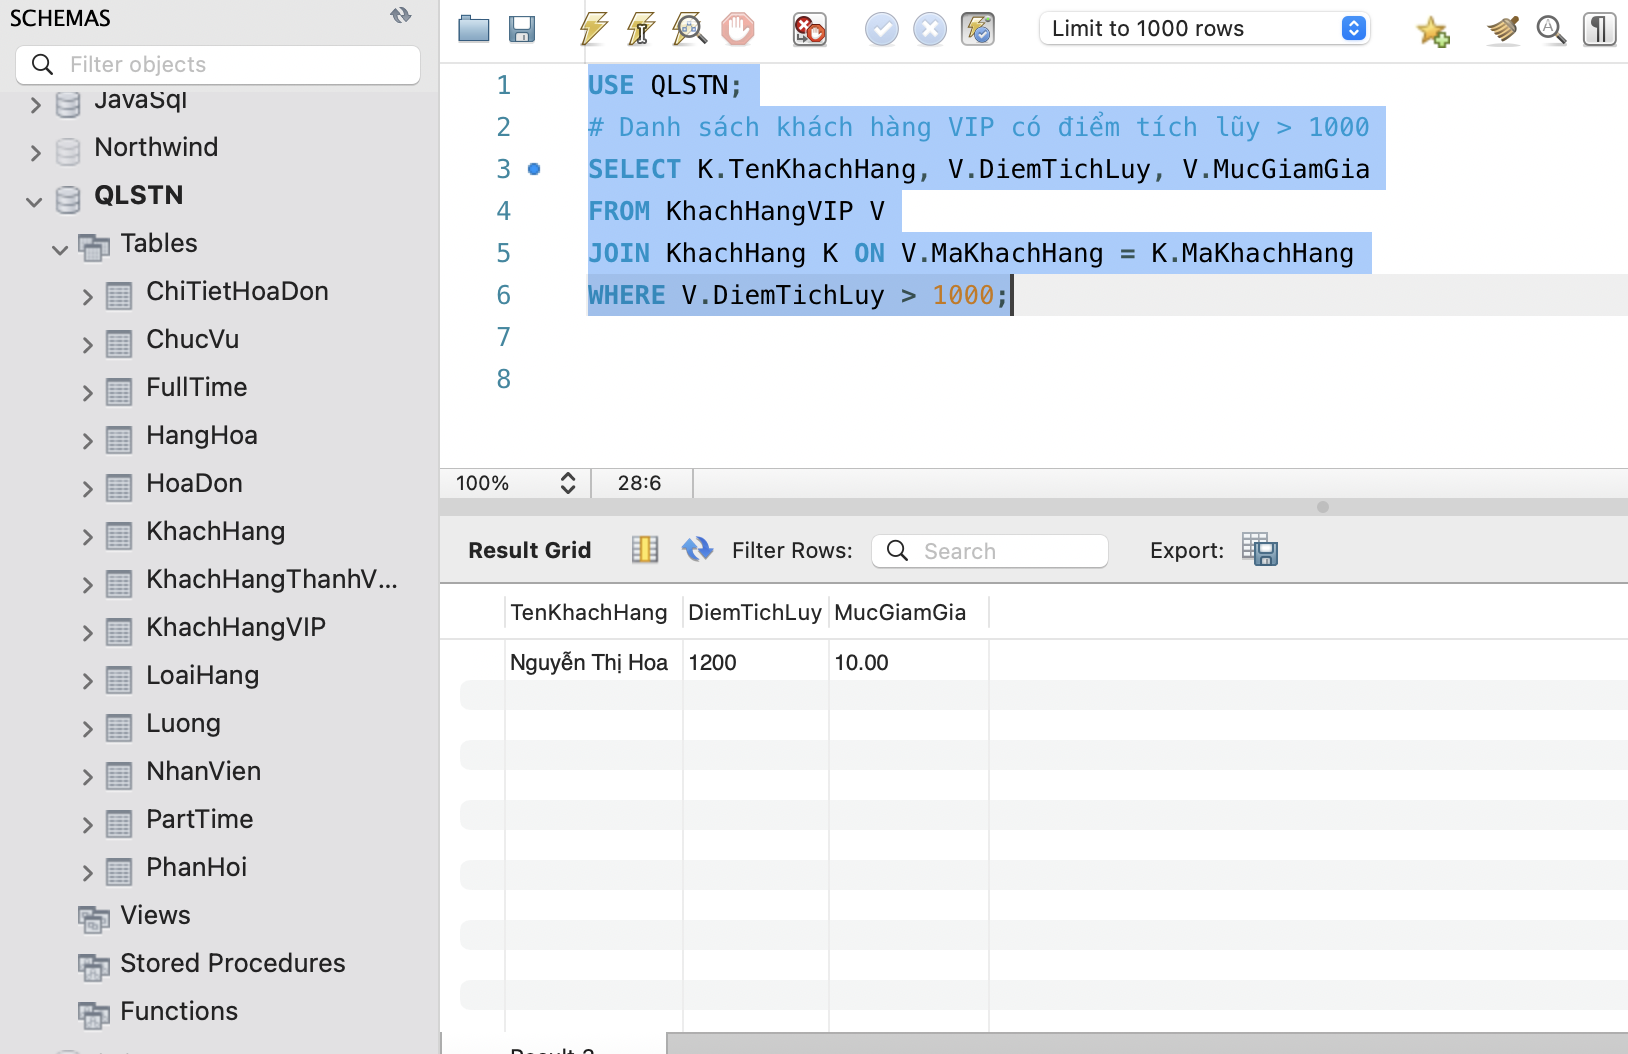 SCHEMAS
Filter objects
JavaSql
Northwind
QLSTN
Tables
ChiTietHoaDon
ChucVu
FullTime
HangHoa
HoaDon
KhachHang
KhachHangThanhV...
KhachHangVIP
LoaiHang
Luong
NhanVien
PartTime
PhanHoi
Views
Stored Procedures
Functions
Limit to 1000 rows
1 USE QLSTN;
2 # Danh sách khách hàng VIP có điểm tích lũy > 1000
3 SELECT K.TenKhachHang, V.DiemTichLuy, V.MucGiamGia
4 FROM KhachHangVIP V
5 JOIN KhachHang K ON V.MaKhachHang = K.MaKhachHang
6 WHERE V.DiemTichLuy > 1000;
7
8
100% 28:6
Result Grid Filter Rows: Search Export:
TenKhachHang DiemTichLuy MucGiamGia
Nguyễn Thị Hoa 1200 10.00